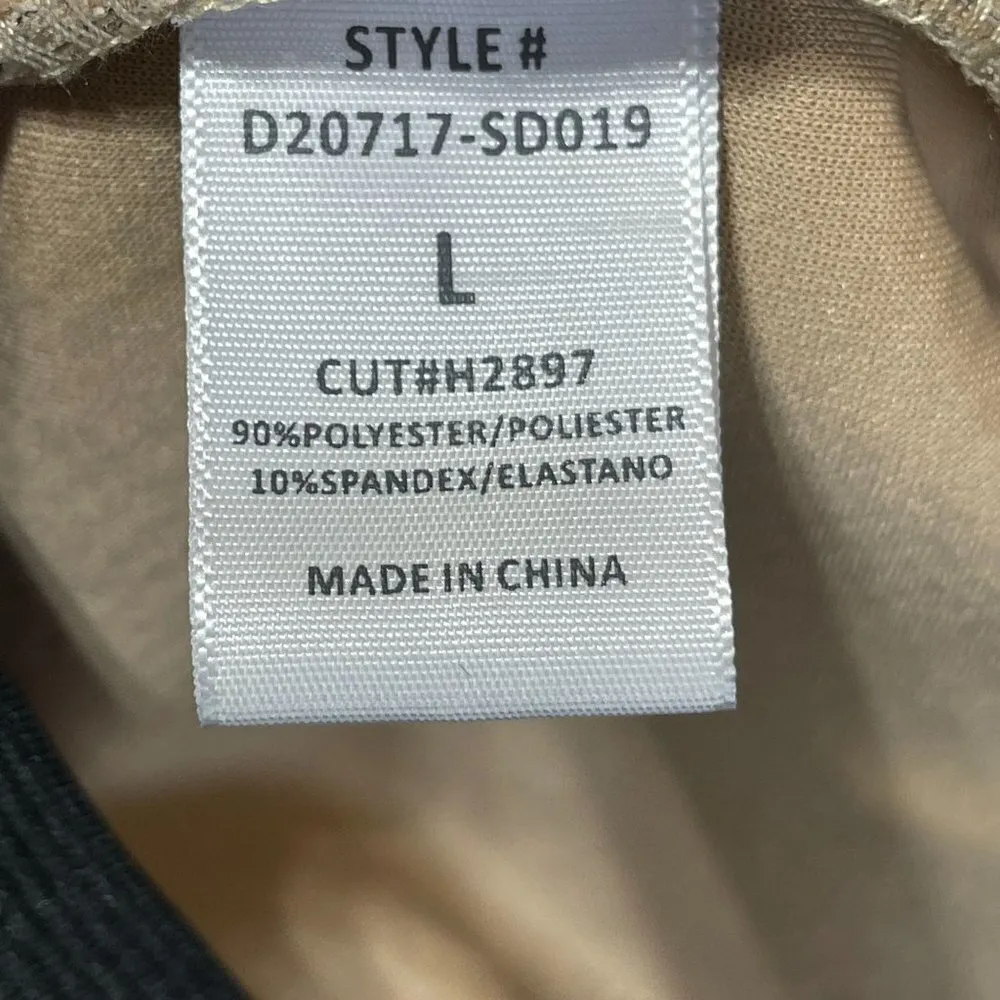 STYLE #
D20717-SD019
L
CUT#H2897
90%POLYESTER/POLIESTER
10%SPANDEX/ELASTANO
MADE IN CHINA